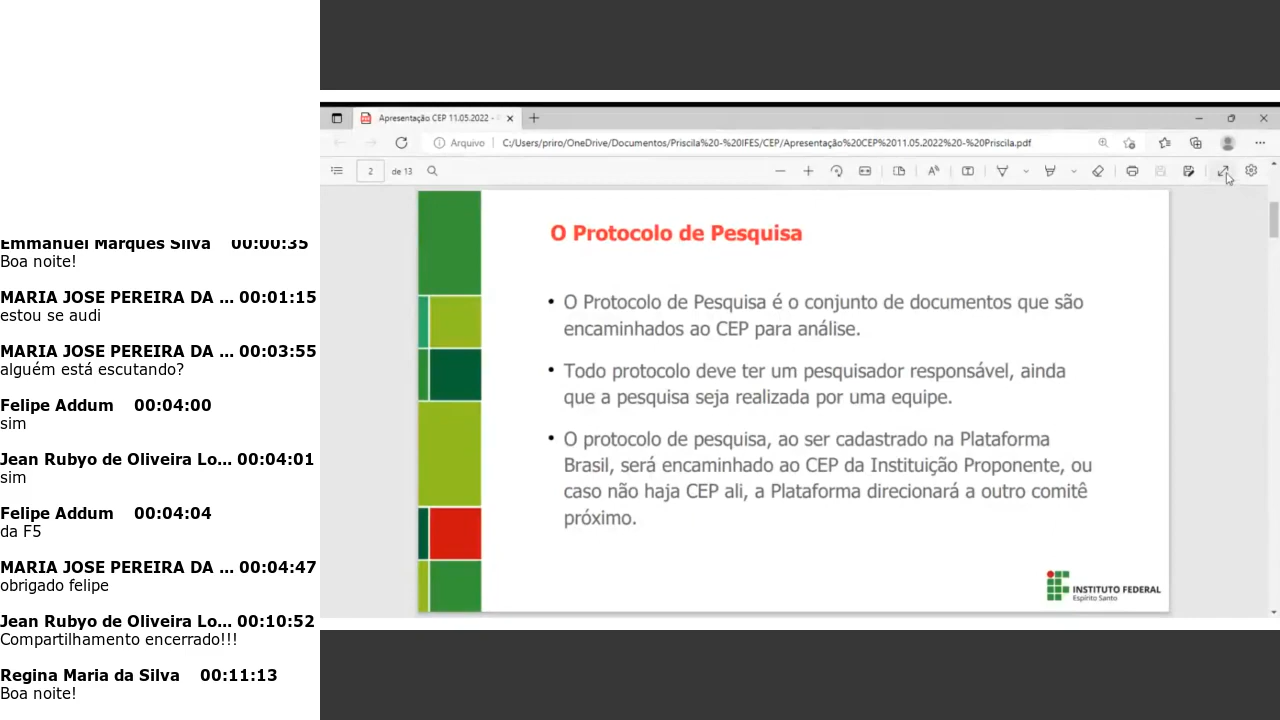 Emmanuel Marques Silva 00:00:35
Boa noite!
MARIA JOSE PEREIRA DA ... 00:01:15
estou se audi
MARIA JOSE PEREIRA DA ... 00:03:55
alguém está escutando?
Felipe Addum 00:04:00
sim
Jean Rubyo de Oliveira Lo... 00:04:01
sim
Felipe Addum 00:04:04
da F5
MARIA JOSE PEREIRA DA ... 00:04:47
obrigado felipe
Jean Rubyo de Oliveira Lo... 00:10:52
Compartilhamento encerrado!!!
Regina Maria da Silva 00:11:13
Boa noite!
Apresentação CEP 11.05.2022 -
Arquivo C:/Users/priro/OneDrive/Documentos/Priscila%20-%20IFES/CEP/Apresentação%20CEP%2011.05.2022%20-%20Priscila.pdf
2 de 13
O Protocolo de Pesquisa
• O Protocolo de Pesquisa é o conjunto de documentos que são
encaminhados ao CEP para análise.
• Todo protocolo deve ter um pesquisador responsável, ainda
que a pesquisa seja realizada por uma equipe.
• O protocolo de pesquisa, ao ser cadastrado na Plataforma
Brasil, será encaminhado ao CEP da Instituição Proponente, ou
caso não haja CEP ali, a Plataforma direcionará a outro comitê
próximo.
INSTITUTO FEDERAL
Espírito Santo